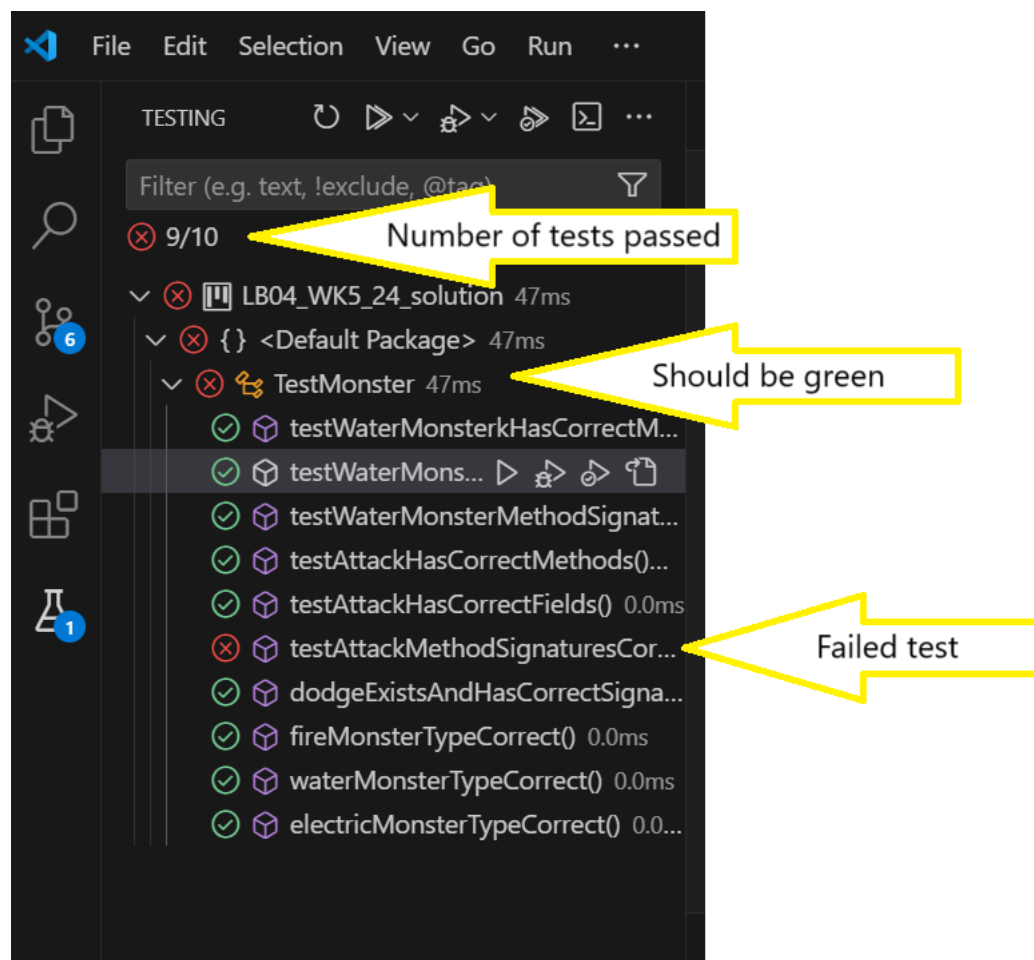 File Edit Selection View Go Run ...
TESTING
Filter (e.g. text, !exclude, @tag)
9/10
Number of tests passed
LB04_WK5_24_solution 47ms
{} <Default Package> 47ms
TestMonster 47ms
Should be green
testWaterMonsterkHasCorrectM...
testWaterMons...
testWaterMonsterMethodSignat...
testAttackHasCorrectMethods()...
testAttackHasCorrectFields() 0.0ms
testAttackMethodSignaturesCor...
Failed test
dodgeExistsAndHasCorrectSigna...
fireMonsterTypeCorrect() 0.0ms
waterMonsterTypeCorrect() 0.0ms
electricMonsterTypeCorrect() 0.0...
6
1